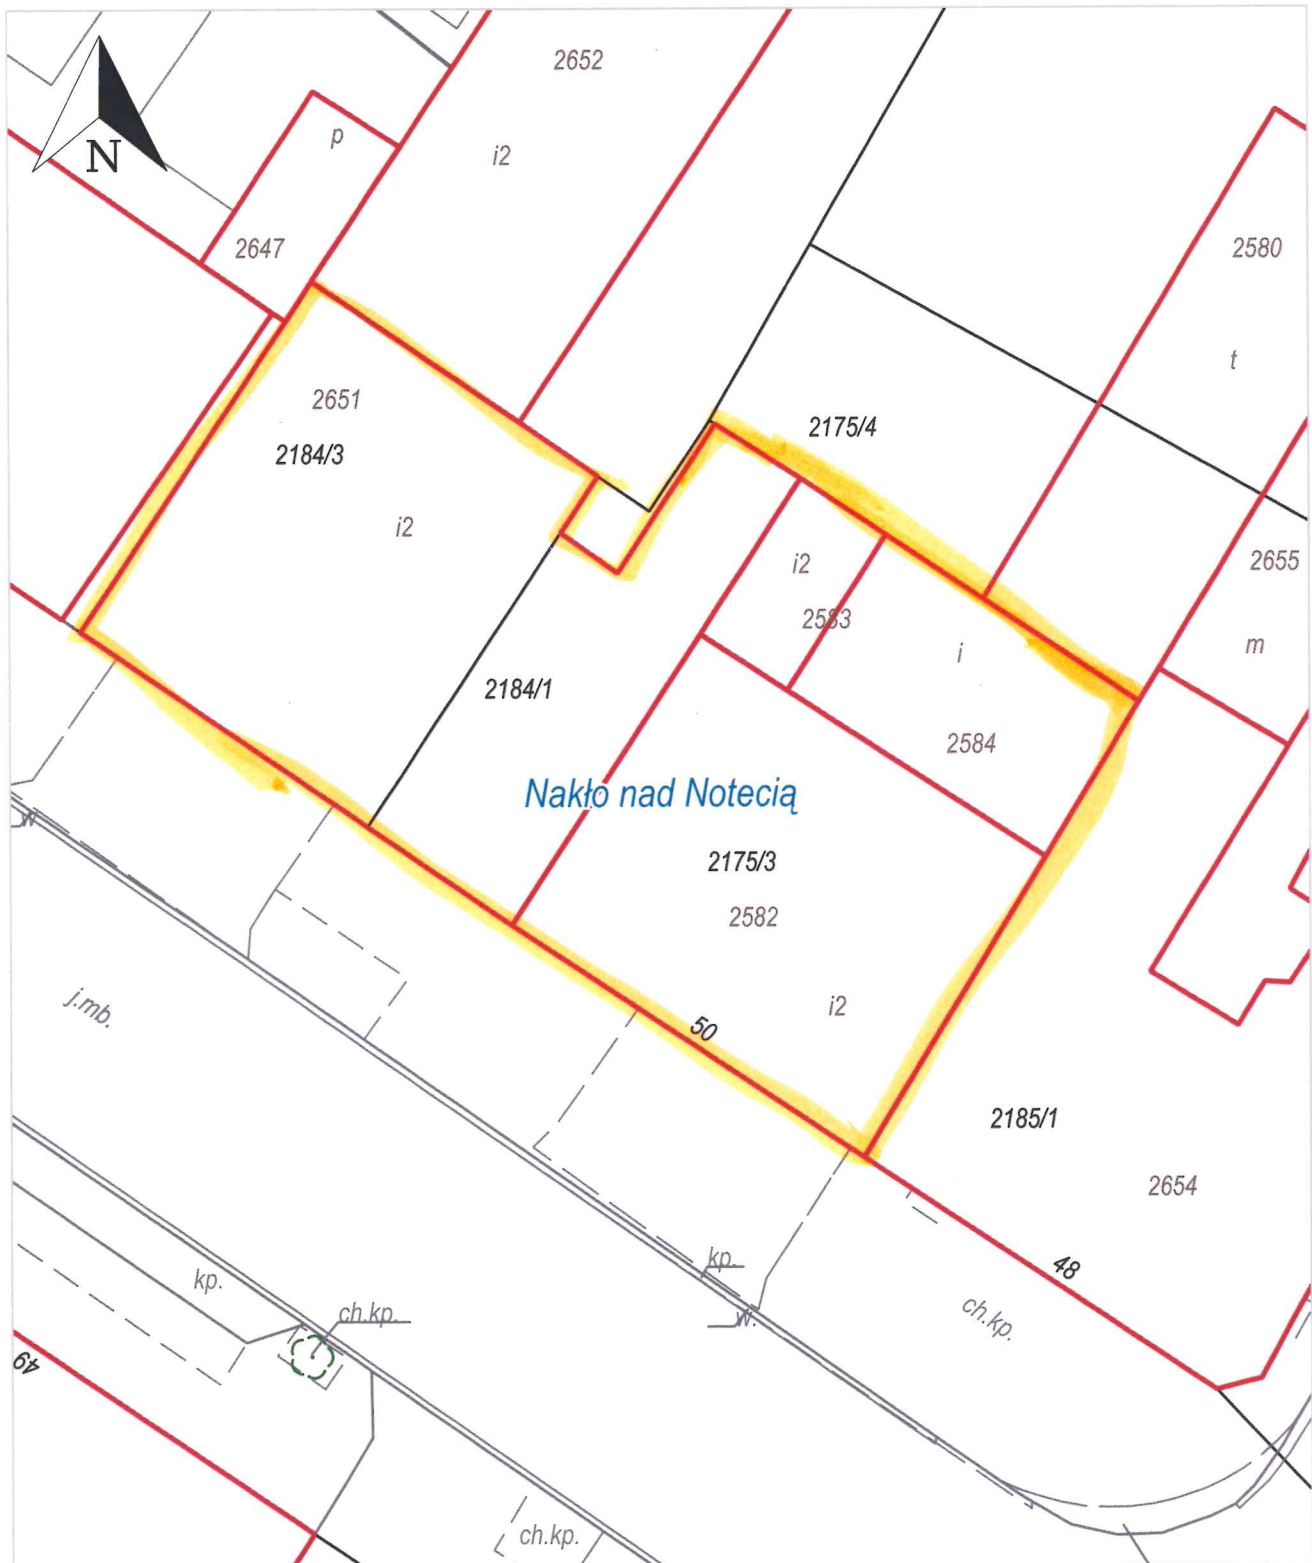 2652
p
N
i2
2647
2580
t
2651
2175/4
2184/3
i2
i2
2655
2583
m
i
2184/1
2584
Nakło nad Notecią
2175/3
w.
2582
j.mb.
i2
50
2185/1
2654
kp.
48
kp.
ch.kp.
ch.kp.
w.
49
ch.kp.